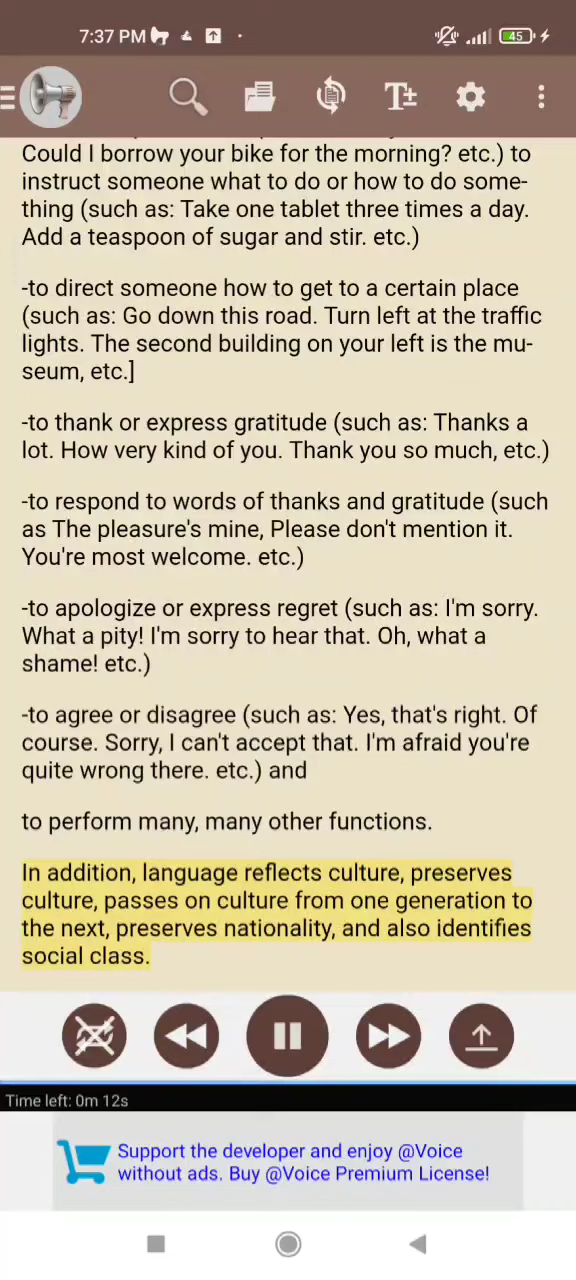 7:37 PM
45
T±
Could I borrow your bike for the morning? etc.) to
instruct someone what to do or how to do some-
thing (such as: Take one tablet three times a day.
Add a teaspoon of sugar and stir. etc.)
-to direct someone how to get to a certain place
(such as: Go down this road. Turn left at the traffic
lights. The second building on your left is the mu-
seum, etc.]
-to thank or express gratitude (such as: Thanks a
lot. How very kind of you. Thank you so much, etc.)
-to respond to words of thanks and gratitude (such
as The pleasure's mine, Please don't mention it.
You're most welcome. etc.)
-to apologize or express regret (such as: I'm sorry.
What a pity! I'm sorry to hear that. Oh, what a
shame! etc.)
-to agree or disagree (such as: Yes, that's right. Of
course. Sorry, I can't accept that. I'm afraid you're
quite wrong there. etc.) and
to perform many, many other functions.
In addition, language reflects culture, preserves
culture, passes on culture from one generation to
the next, preserves nationality, and also identifies
social class.
Time left: 0m 12s
Support the developer and enjoy @Voice
without ads. Buy @Voice Premium License!